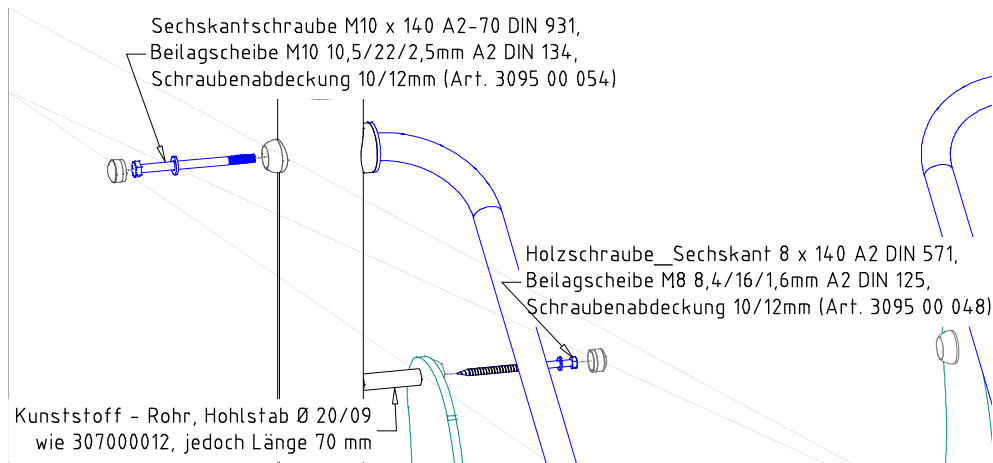 Sechskantschraube M10 x 140 A2-70 DIN 931,
Beilagscheibe M10 10,5/22/2,5mm A2 DIN 134,
Schraubenabdeckung 10/12mm (Art. 3095 00 054)
Holzschraube_Sechskant 8 x 140 A2 DIN 571,
Beilagscheibe M8 8,4/16/1,6mm A2 DIN 125,
Schraubenabdeckung 10/12mm (Art. 3095 00 048)
Kunststoff - Rohr, Hohlstab Ø 20/09
wie 307000012, jedoch Länge 70 mm